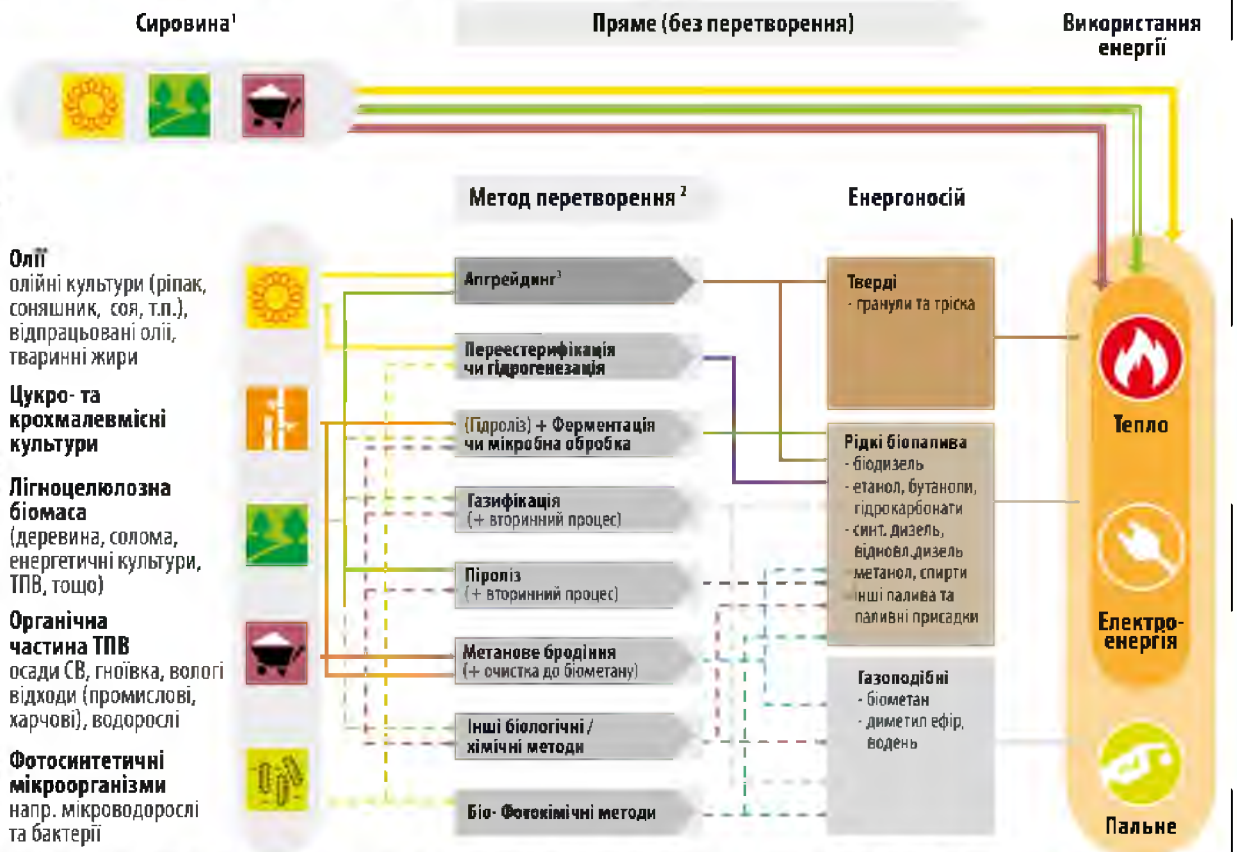 Сировина¹
Пряме (без перетворення)
Використання
енергії
Метод перетворення ²
Енергоносій
Олії
олійні культури (ріпак,
соняшник, соя, т.п.),
відпрацьовані олії,
тваринні жири
Цукро- та
крохмалевмісні
культури
Лігноцелюлозна
біомаса
(деревина, солома,
енергетичні культури,
ТПВ, тощо)
Органічна
частина ТПВ
осади СВ, гноївка, вологі
відходи (промислові,
харчові), водорослі
Фотосинтетичні
мікроорганізми
напр. мікроводорослі
та бактерії
Апгрейдинг³
Переестерифікація
чи гідрогенезація
(Гідроліз) + Ферментація
чи мікробна обробка
Газифікація
(+ вторинний процес)
Піроліз
(+ вторинний процес)
Метанове бродіння
(+ очистка до біометану)
Інші біологічні /
хімічні методи
Біо- Фотохімічні методи
Тверді
- гранули та тріска
Рідкі біопалива
- біодизель
- етанол, бутаноли,
гідрокарбонати
- синт. дизель,
відновл.дизель
- метанол, спирти
- інші палива та
паливні присадки
Газоподібні
- біометан
- диметил ефір,
водень
Тепло
Електро-
енергія
Пальне